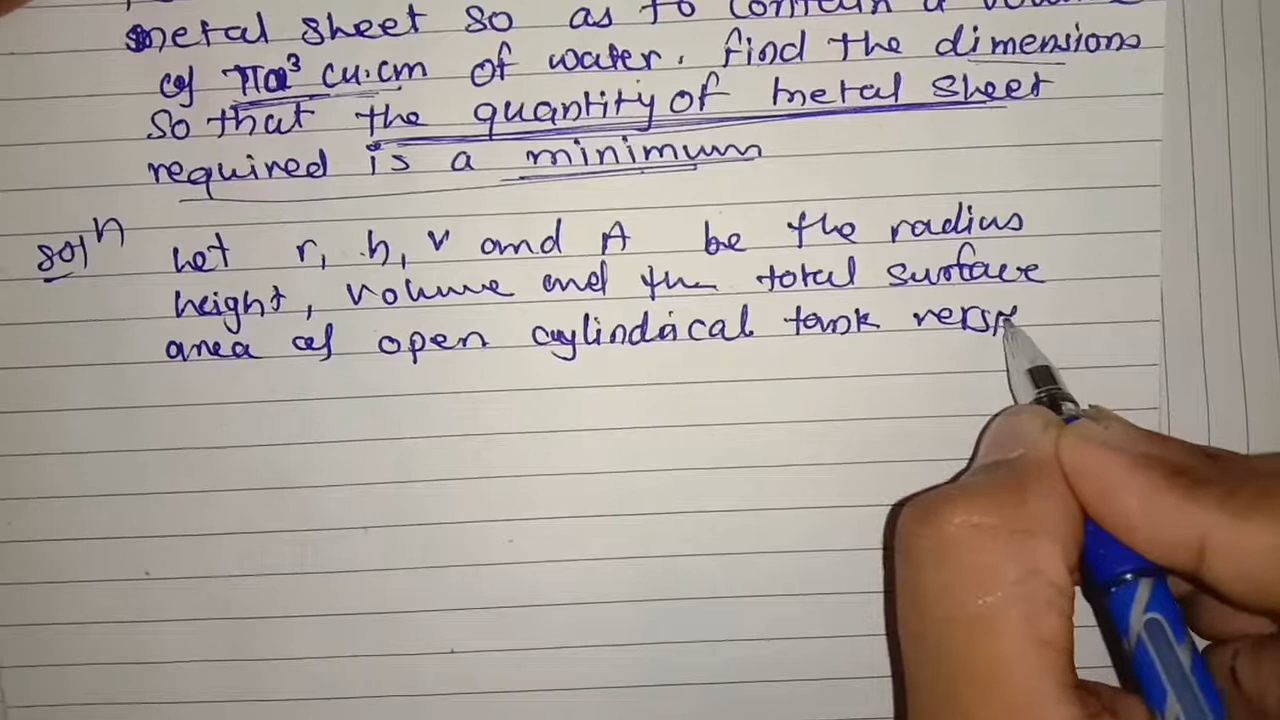 metal sheet so as to contain a
of πa³ cu.cm of water. find the dimensions
so that the quantity of metal sheet
required is a minimum
solⁿ Let r, h, v and A be the radius
height, volume and the total surface
area of open cylindrical tank resp